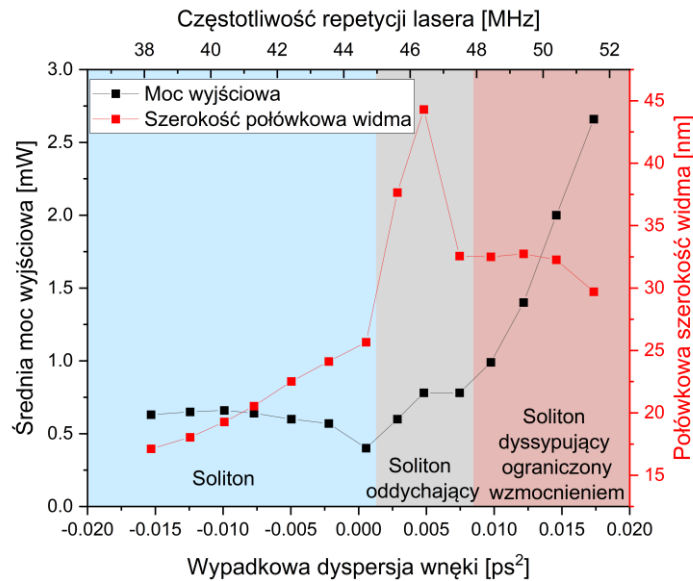 Częstotliwość repetycji lasera [MHz]
38 40 42 44 46 48 50 52
3.0
2.5
2.0
1.5
1.0
0.5
0.0
Średnia moc wyjściowa [mW]
Moc wyjściowa
Szerokość połówkowa widma
45
40
35
30
25
20
15
Połówkowa szerokość widma [nm]
Soliton
Soliton
oddychający
Soliton
dyssypujący
ograniczony
wzmocnieniem
-0.020 -0.015 -0.010 -0.005 0.000 0.005 0.010 0.015 0.020
Wypadkowa dyspersja wnęki [ps²]